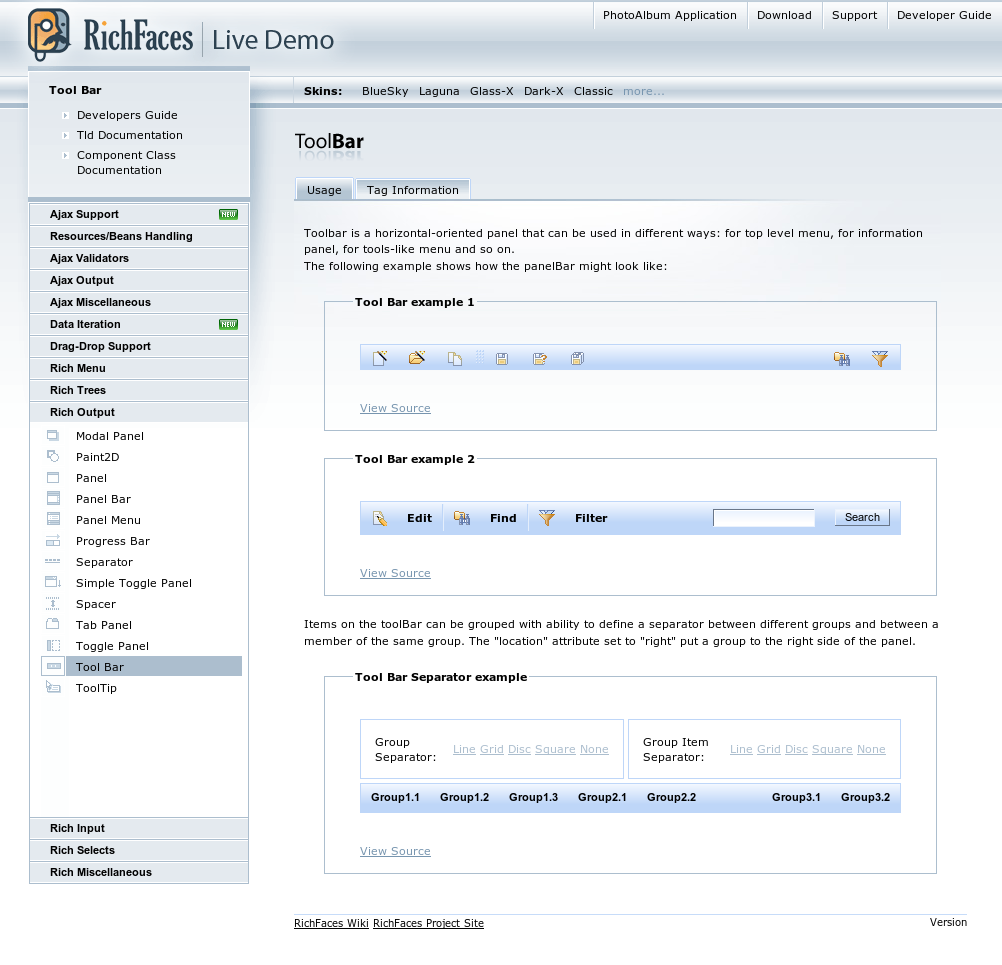 PhotoAlbum Application
Download
Support
Developer Guide
RichFaces
Live Demo
Skins: BlueSky Laguna Glass-X Dark-X Classic more...
Tool Bar
Developers Guide
Tld Documentation
Component Class
Documentation
Ajax Support NEW
Resources/Beans Handling
Ajax Validators
Ajax Output
Ajax Miscellaneous
Data Iteration NEW
Drag-Drop Support
Rich Menu
Rich Trees
Rich Output
Modal Panel
Paint2D
Panel
Panel Bar
Panel Menu
Progress Bar
Separator
Simple Toggle Panel
Spacer
Tab Panel
Toggle Panel
Tool Bar
ToolTip
Rich Input
Rich Selects
Rich Miscellaneous
ToolBar
Usage
Tag Information
Toolbar is a horizontal-oriented panel that can be used in different ways: for top level menu, for information
panel, for tools-like menu and so on.
The following example shows how the panelBar might look like:
Tool Bar example 1
View Source
Tool Bar example 2
Edit
Find
Filter
Search
View Source
Items on the toolBar can be grouped with ability to define a separator between different groups and between a
member of the same group. The "location" attribute set to "right" put a group to the right side of the panel.
Tool Bar Separator example
Group
Separator:
Line Grid Disc Square None
Group Item
Separator:
Line Grid Disc Square None
Group1.1 Group1.2 Group1.3 Group2.1 Group2.2 Group3.1 Group3.2
View Source
RichFaces Wiki RichFaces Project Site
Version